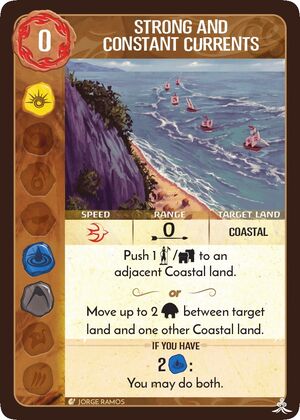 0
STRONG AND
CONSTANT CURRENTS
SPEED RANGE TARGET LAND
0 COASTAL
Push 1 / to an
adjacent Coastal land.
or
Move up to 2 between target
land and one other Coastal land.
IF YOU HAVE
2 :
You may do both.
JORGE RAMOS